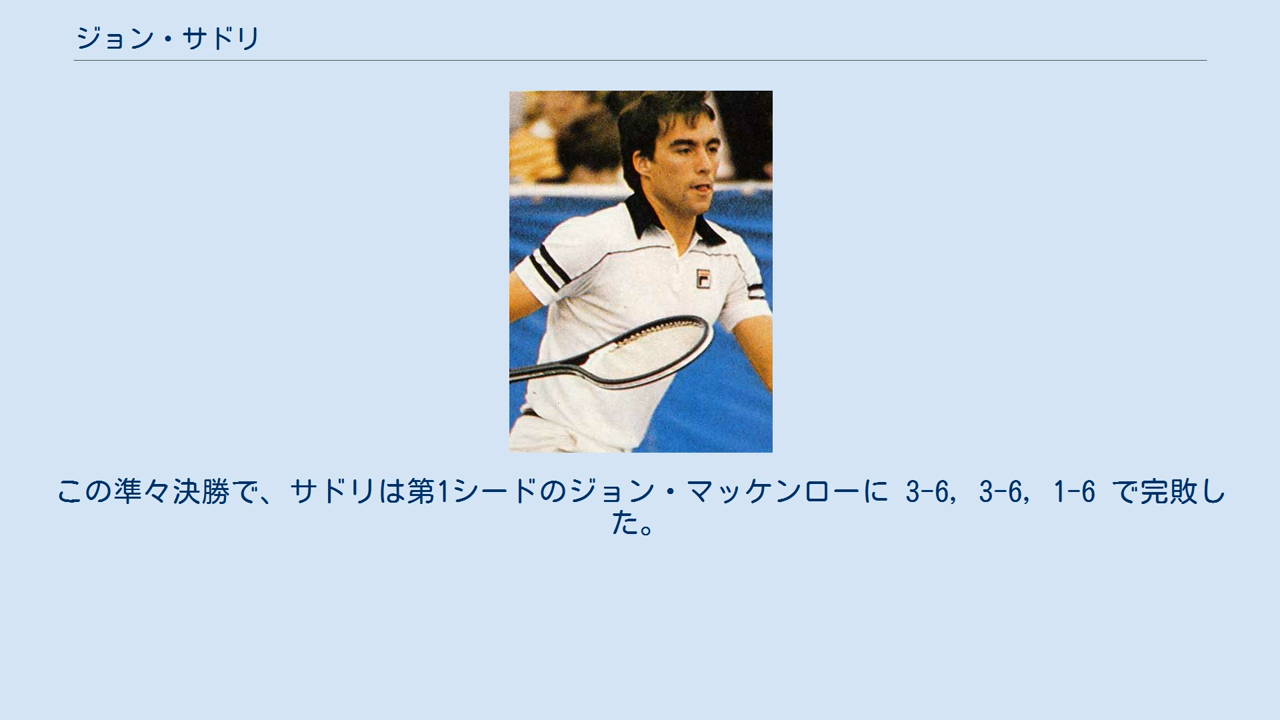 ジョン・サドリ
この準々決勝で、サドリは第1シードのジョン・マッケンローに 3-6, 3-6, 1-6 で完敗し
た。